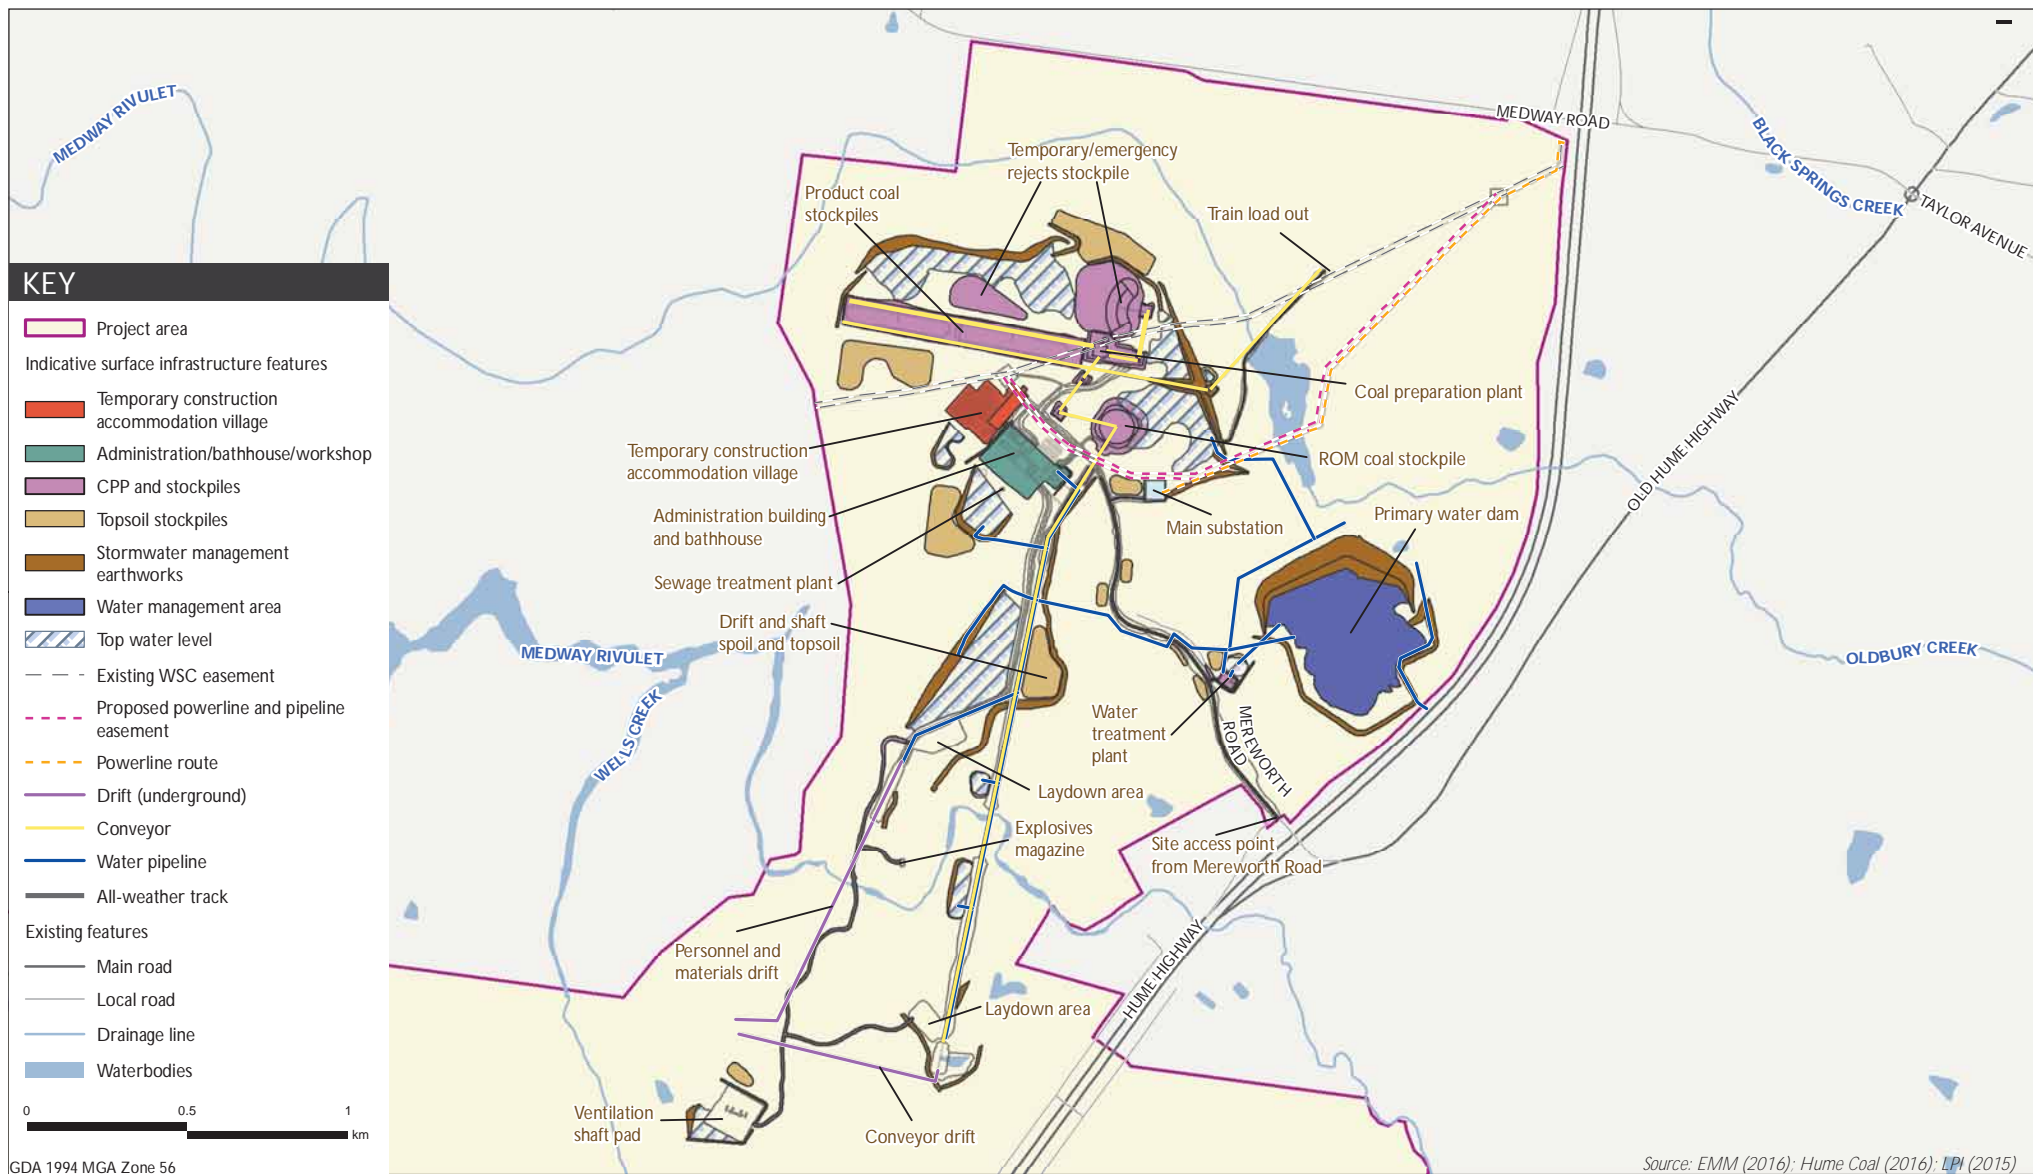 MEDWAY RIVULET
MEDWAY ROAD
BLACK SPRINGS CREEK
TAYLOR AVENUE
Temporary/emergency
rejects stockpile
Product coal
stockpiles
Train load out
KEY
Project area
Indicative surface infrastructure features
Temporary construction
accommodation village
Administration/bathhouse/workshop
CPP and stockpiles
Topsoil stockpiles
Stormwater management
earthworks
Water management area
Top water level
Existing WSC easement
Proposed powerline and pipeline
easement
Powerline route
Drift (underground)
Conveyor
Water pipeline
All-weather track
Existing features
Main road
Local road
Drainage line
Waterbodies
0 0.5 1
km
GDA 1994 MGA Zone 56
Coal preparation plant
OLD HUME HIGHWAY
Temporary construction
accommodation village
ROM coal stockpile
Administration building
and bathhouse
Main substation
Primary water dam
Sewage treatment plant
Drift and shaft
spoil and topsoil
MEDWAY RIVULET
OLDBURY CREEK
WELLS CREEK
Water
treatment
plant
MEREWORTH
ROAD
Laydown area
Explosives
magazine
Site access point
from Mereworth Road
Personnel and
materials drift
HUME HIGHWAY
Laydown area
Ventilation
shaft pad
Conveyor drift
Source: EMM (2016); Hume Coal (2016); LPI (2015)